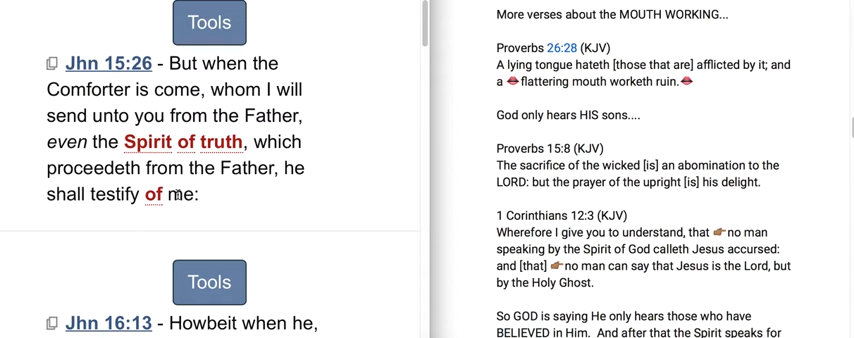 Tools
Jhn 15:26 - But when the
Comforter is come, whom I will
send unto you from the Father,
even the Spirit of truth, which
proceedeth from the Father, he
shall testify of me:
Tools
Jhn 16:13 - Howbeit when he,
More verses about the MOUTH WORKING...
Proverbs 26:28 (KJV)
A lying tongue hateth [those that are] afflicted by it; and
a 👄flattering mouth worketh ruin.👄
God only hears HIS sons....
Proverbs 15:8 (KJV)
The sacrifice of the wicked [is] an abomination to the
LORD: but the prayer of the upright [is] his delight.
1 Corinthians 12:3 (KJV)
Wherefore I give you to understand, that 👉🏾no man
speaking by the Spirit of God calleth Jesus accursed:
and [that] 👉🏾no man can say that Jesus is the Lord, but
by the Holy Ghost.
So GOD is saying He only hears those who have
BELIEVED in Him. And after that the Spirit speaks for